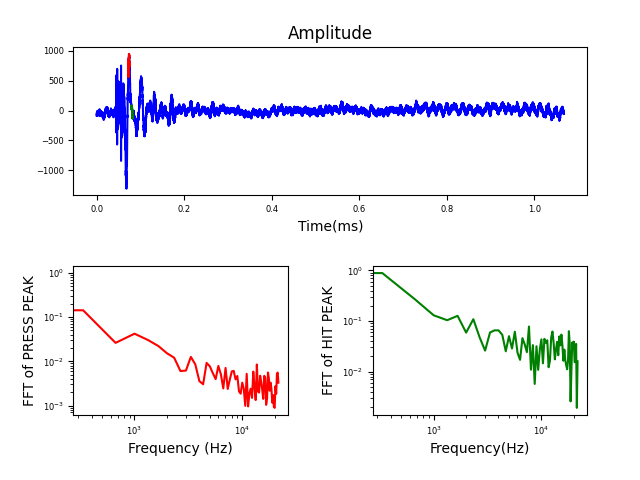 Amplitude
1000
500
0
−500
−1000
0.0 0.2 0.4 0.6 0.8 1.0
Time(ms)
FFT of PRESS PEAK
10⁰
10⁻¹
10⁻²
10⁻³
10³ 10⁴
Frequency (Hz)
FFT of HIT PEAK
10⁰
10⁻¹
10⁻²
10³ 10⁴
Frequency(Hz)